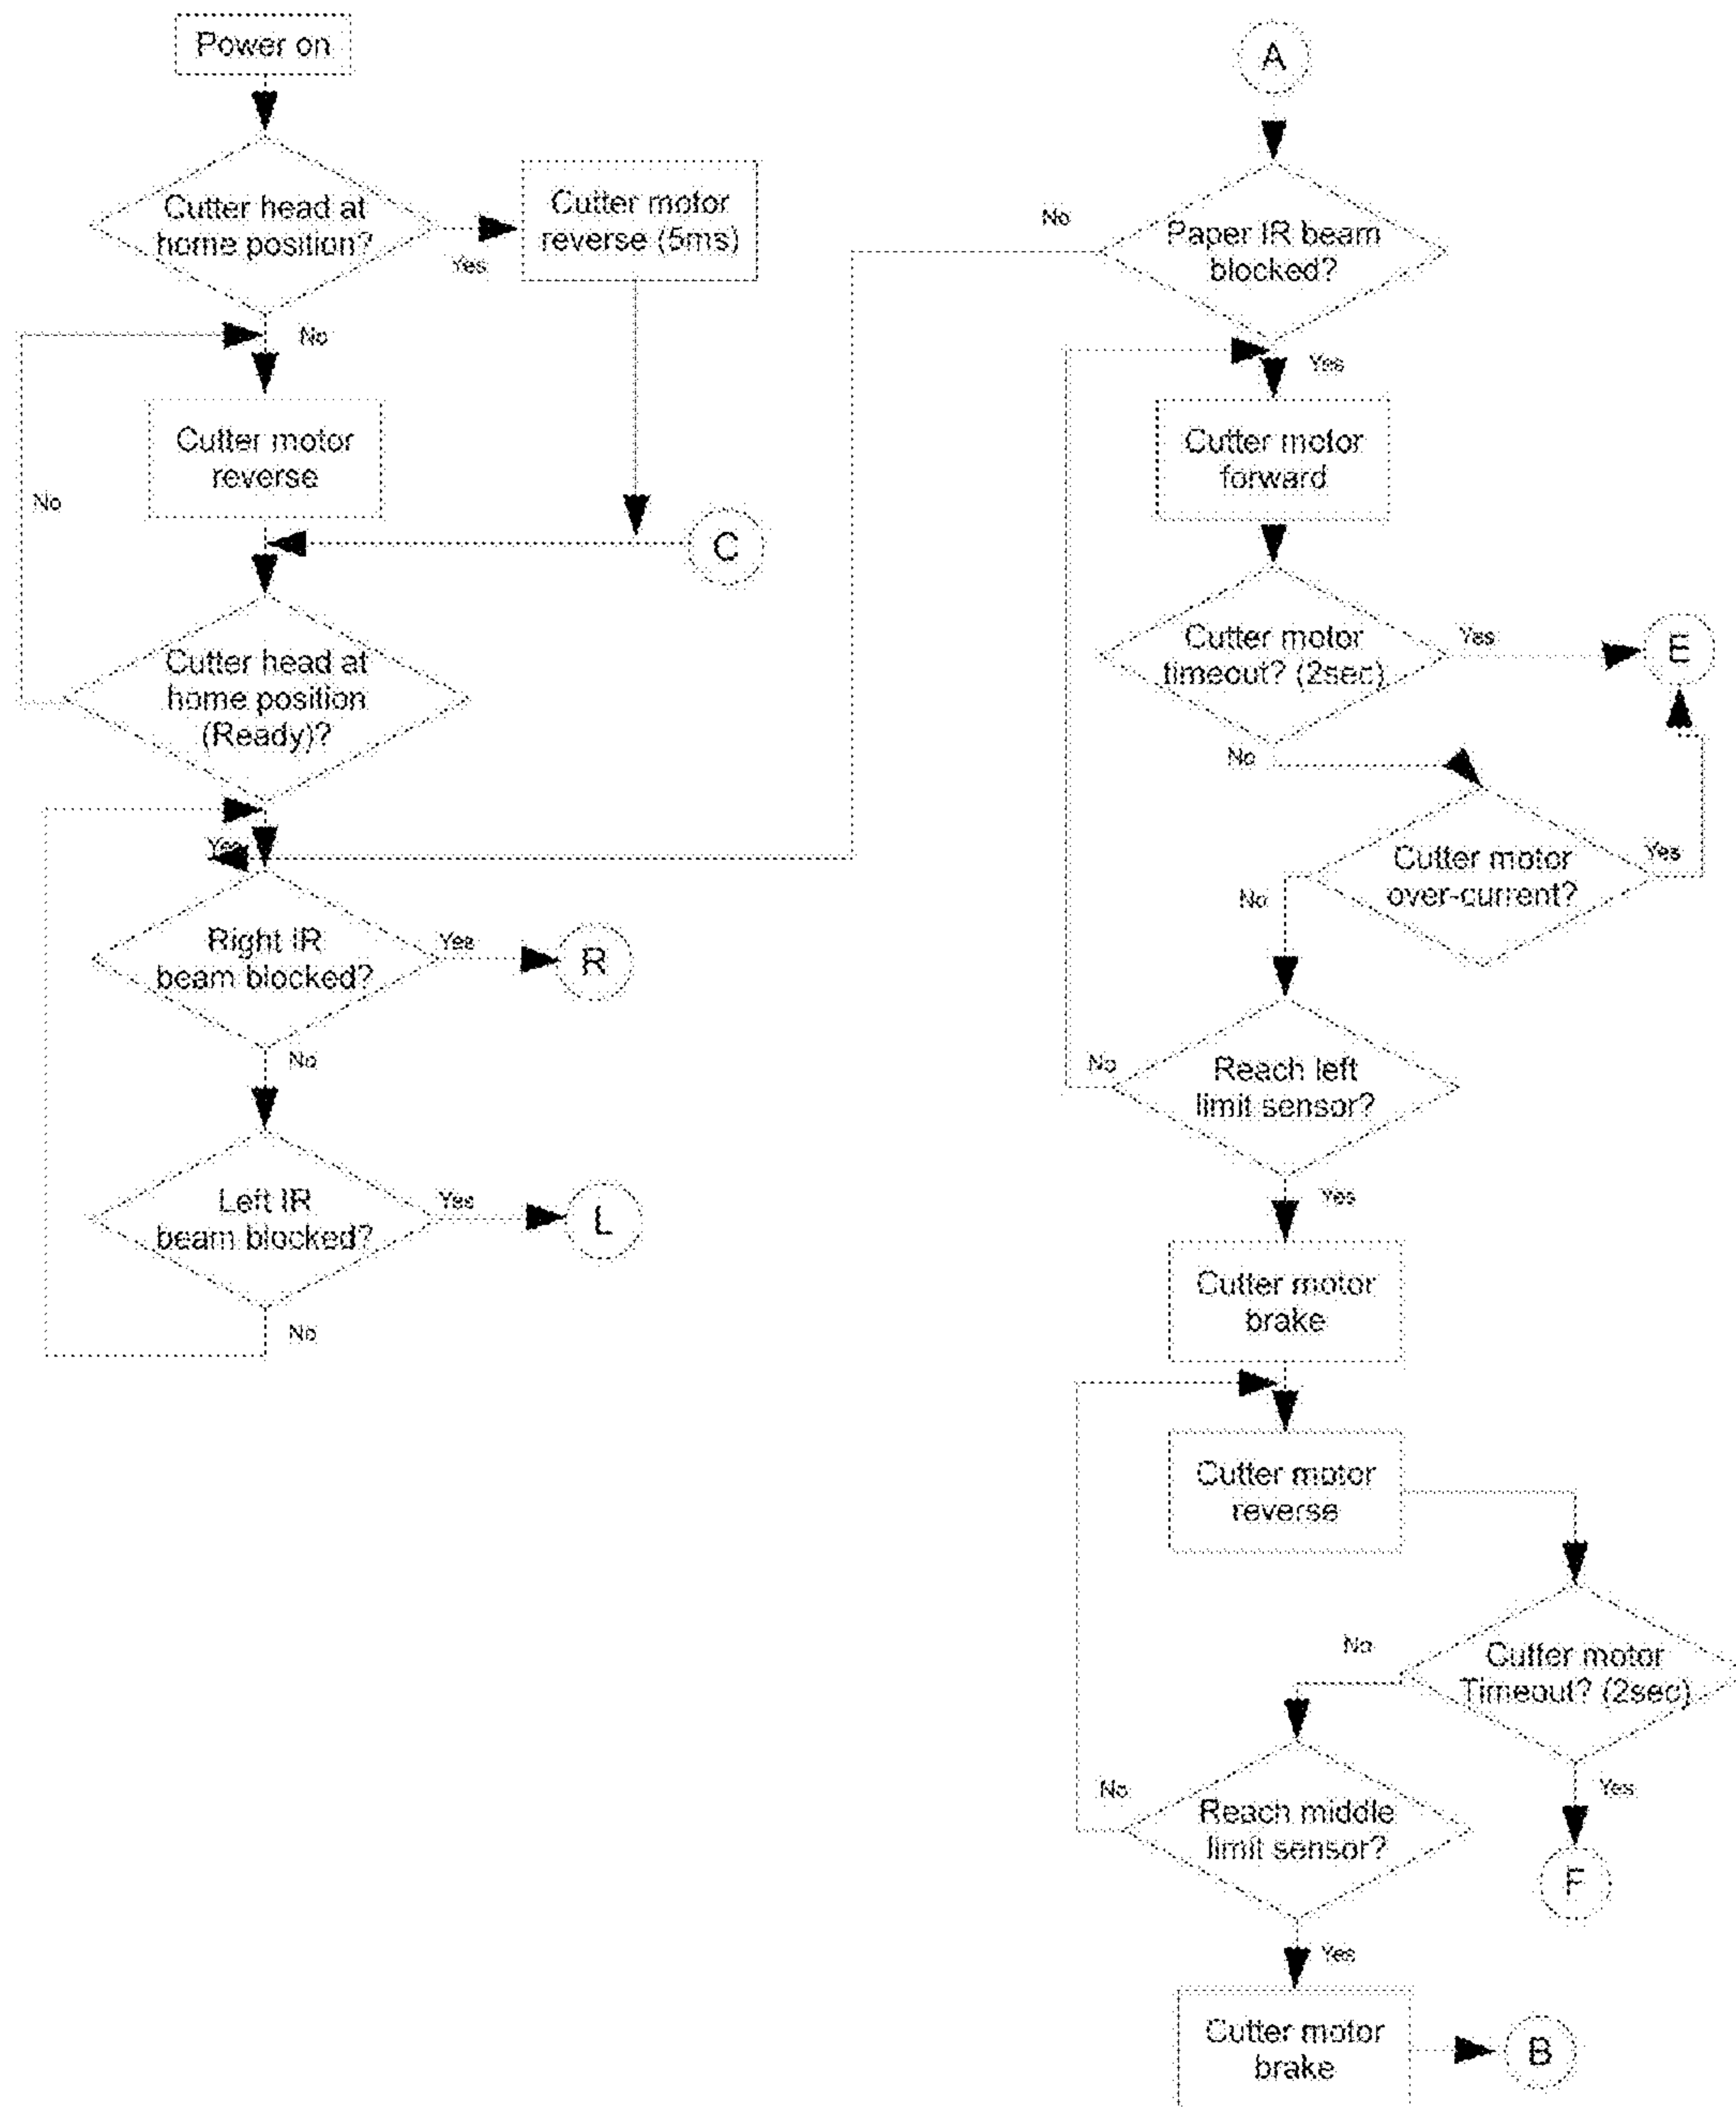 Power on
Cutter head at
home position?
Yes
Cutter motor
reverse (5ms)
No
Cutter motor
reverse
No
C
Cutter head at
home position
(Ready)?
Yes
Right IR
beam blocked?
Yes
R
No
Left IR
beam blocked?
Yes
L
No
A
No
Paper IR beam
blocked?
Yes
Cutter motor
forward
Cutter motor
timeout? (2sec)
Yes
E
No
Cutter motor
over-current?
Yes
No
Reach left
limit sensor?
No
Yes
Cutter motor
brake
Cutter motor
reverse
No
Cutter motor
Timeout? (2sec)
Yes
F
No
Reach middle
limit sensor?
Yes
Cutter motor
brake
B